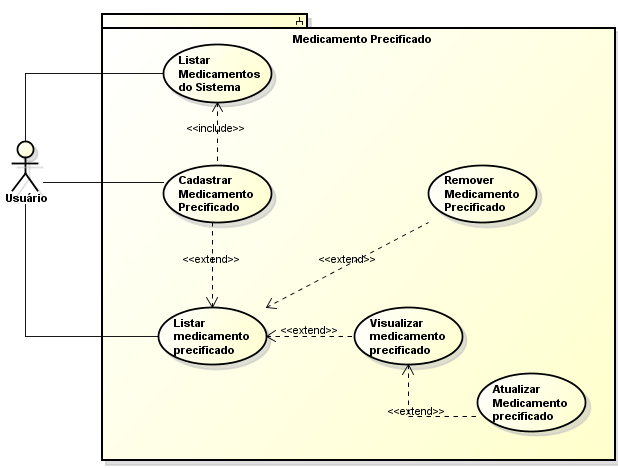 Medicamento Precificado
Listar
Medicamentos
do Sistema
<<include>>
Usuário
Cadastrar
Medicamento
Precificado
Remover
Medicamento
Precificado
<<extend>>
<<extend>>
Listar
medicamento
precificado
<<extend>>
Visualizar
medicamento
precificado
<<extend>>
Atualizar
Medicamento
precificado